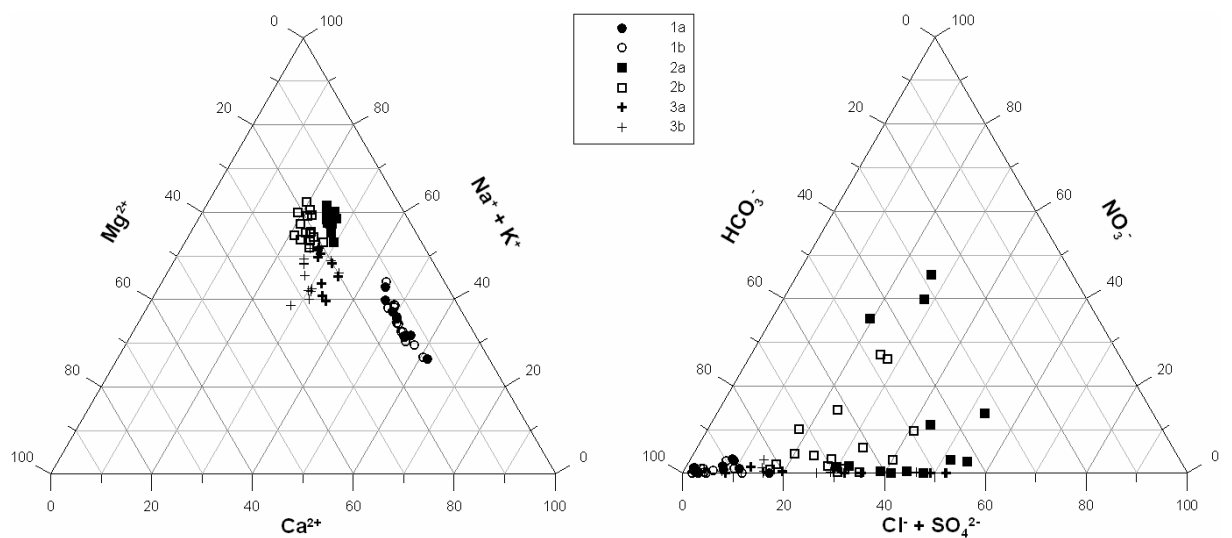 0 100
20 80
40 60
60 40
80 20
100 0
0 20 40 60 80 100
Mg²⁺
Na⁺ + K⁺
Ca²⁺
1a
1b
2a
2b
3a
3b
0 100
20 80
40 60
60 40
80 20
100 0
0 20 40 60 80 100
HCO₃⁻
NO₃⁻
Cl⁻ + SO₄²⁻